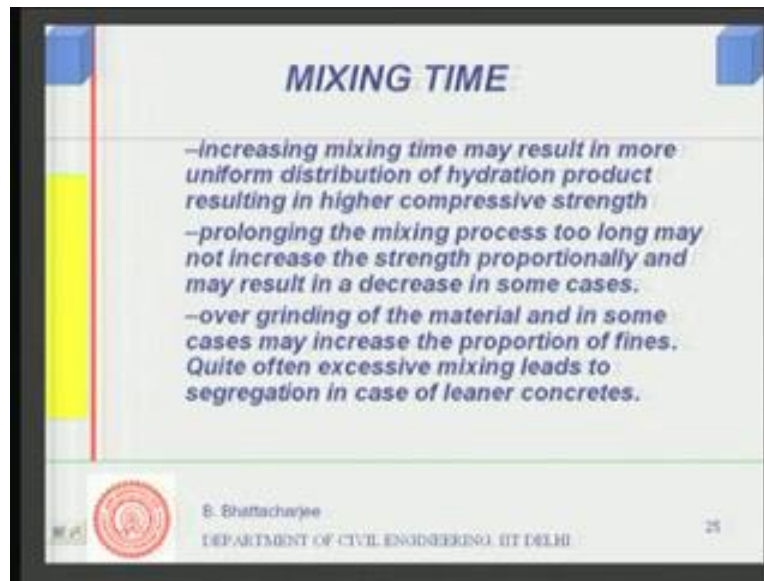 MIXING TIME
–increasing mixing time may result in more
uniform distribution of hydration product
resulting in higher compressive strength
–prolonging the mixing process too long may
not increase the strength proportionally and
may result in a decrease in some cases.
–over grinding of the material and in some
cases may increase the proportion of fines.
Quite often excessive mixing leads to
segregation in case of leaner concretes.
B. Bhattacharjee
DEPARTMENT OF CIVIL ENGINEERING, IIT DELHI
25